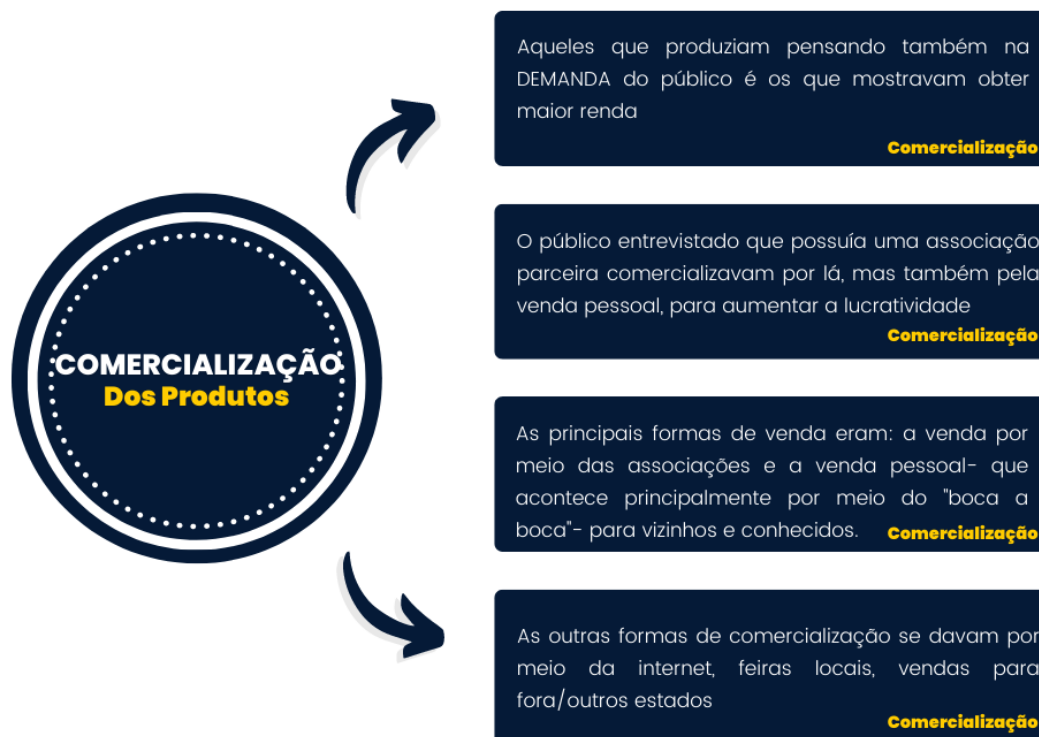 COMERCIALIZAÇÃO
Dos Produtos
Aqueles que produziam pensando também na
DEMANDA do público é os que mostravam obter
maior renda
Comercialização
O público entrevistado que possuía uma associação
parceira comercializavam por lá, mas também pela
venda pessoal, para aumentar a lucratividade
Comercialização
As principais formas de venda eram: a venda por
meio das associações e a venda pessoal- que
acontece principalmente por meio do "boca a
boca"- para vizinhos e conhecidos.
Comercialização
As outras formas de comercialização se davam por
meio da internet, feiras locais, vendas para
fora/outros estados
Comercialização